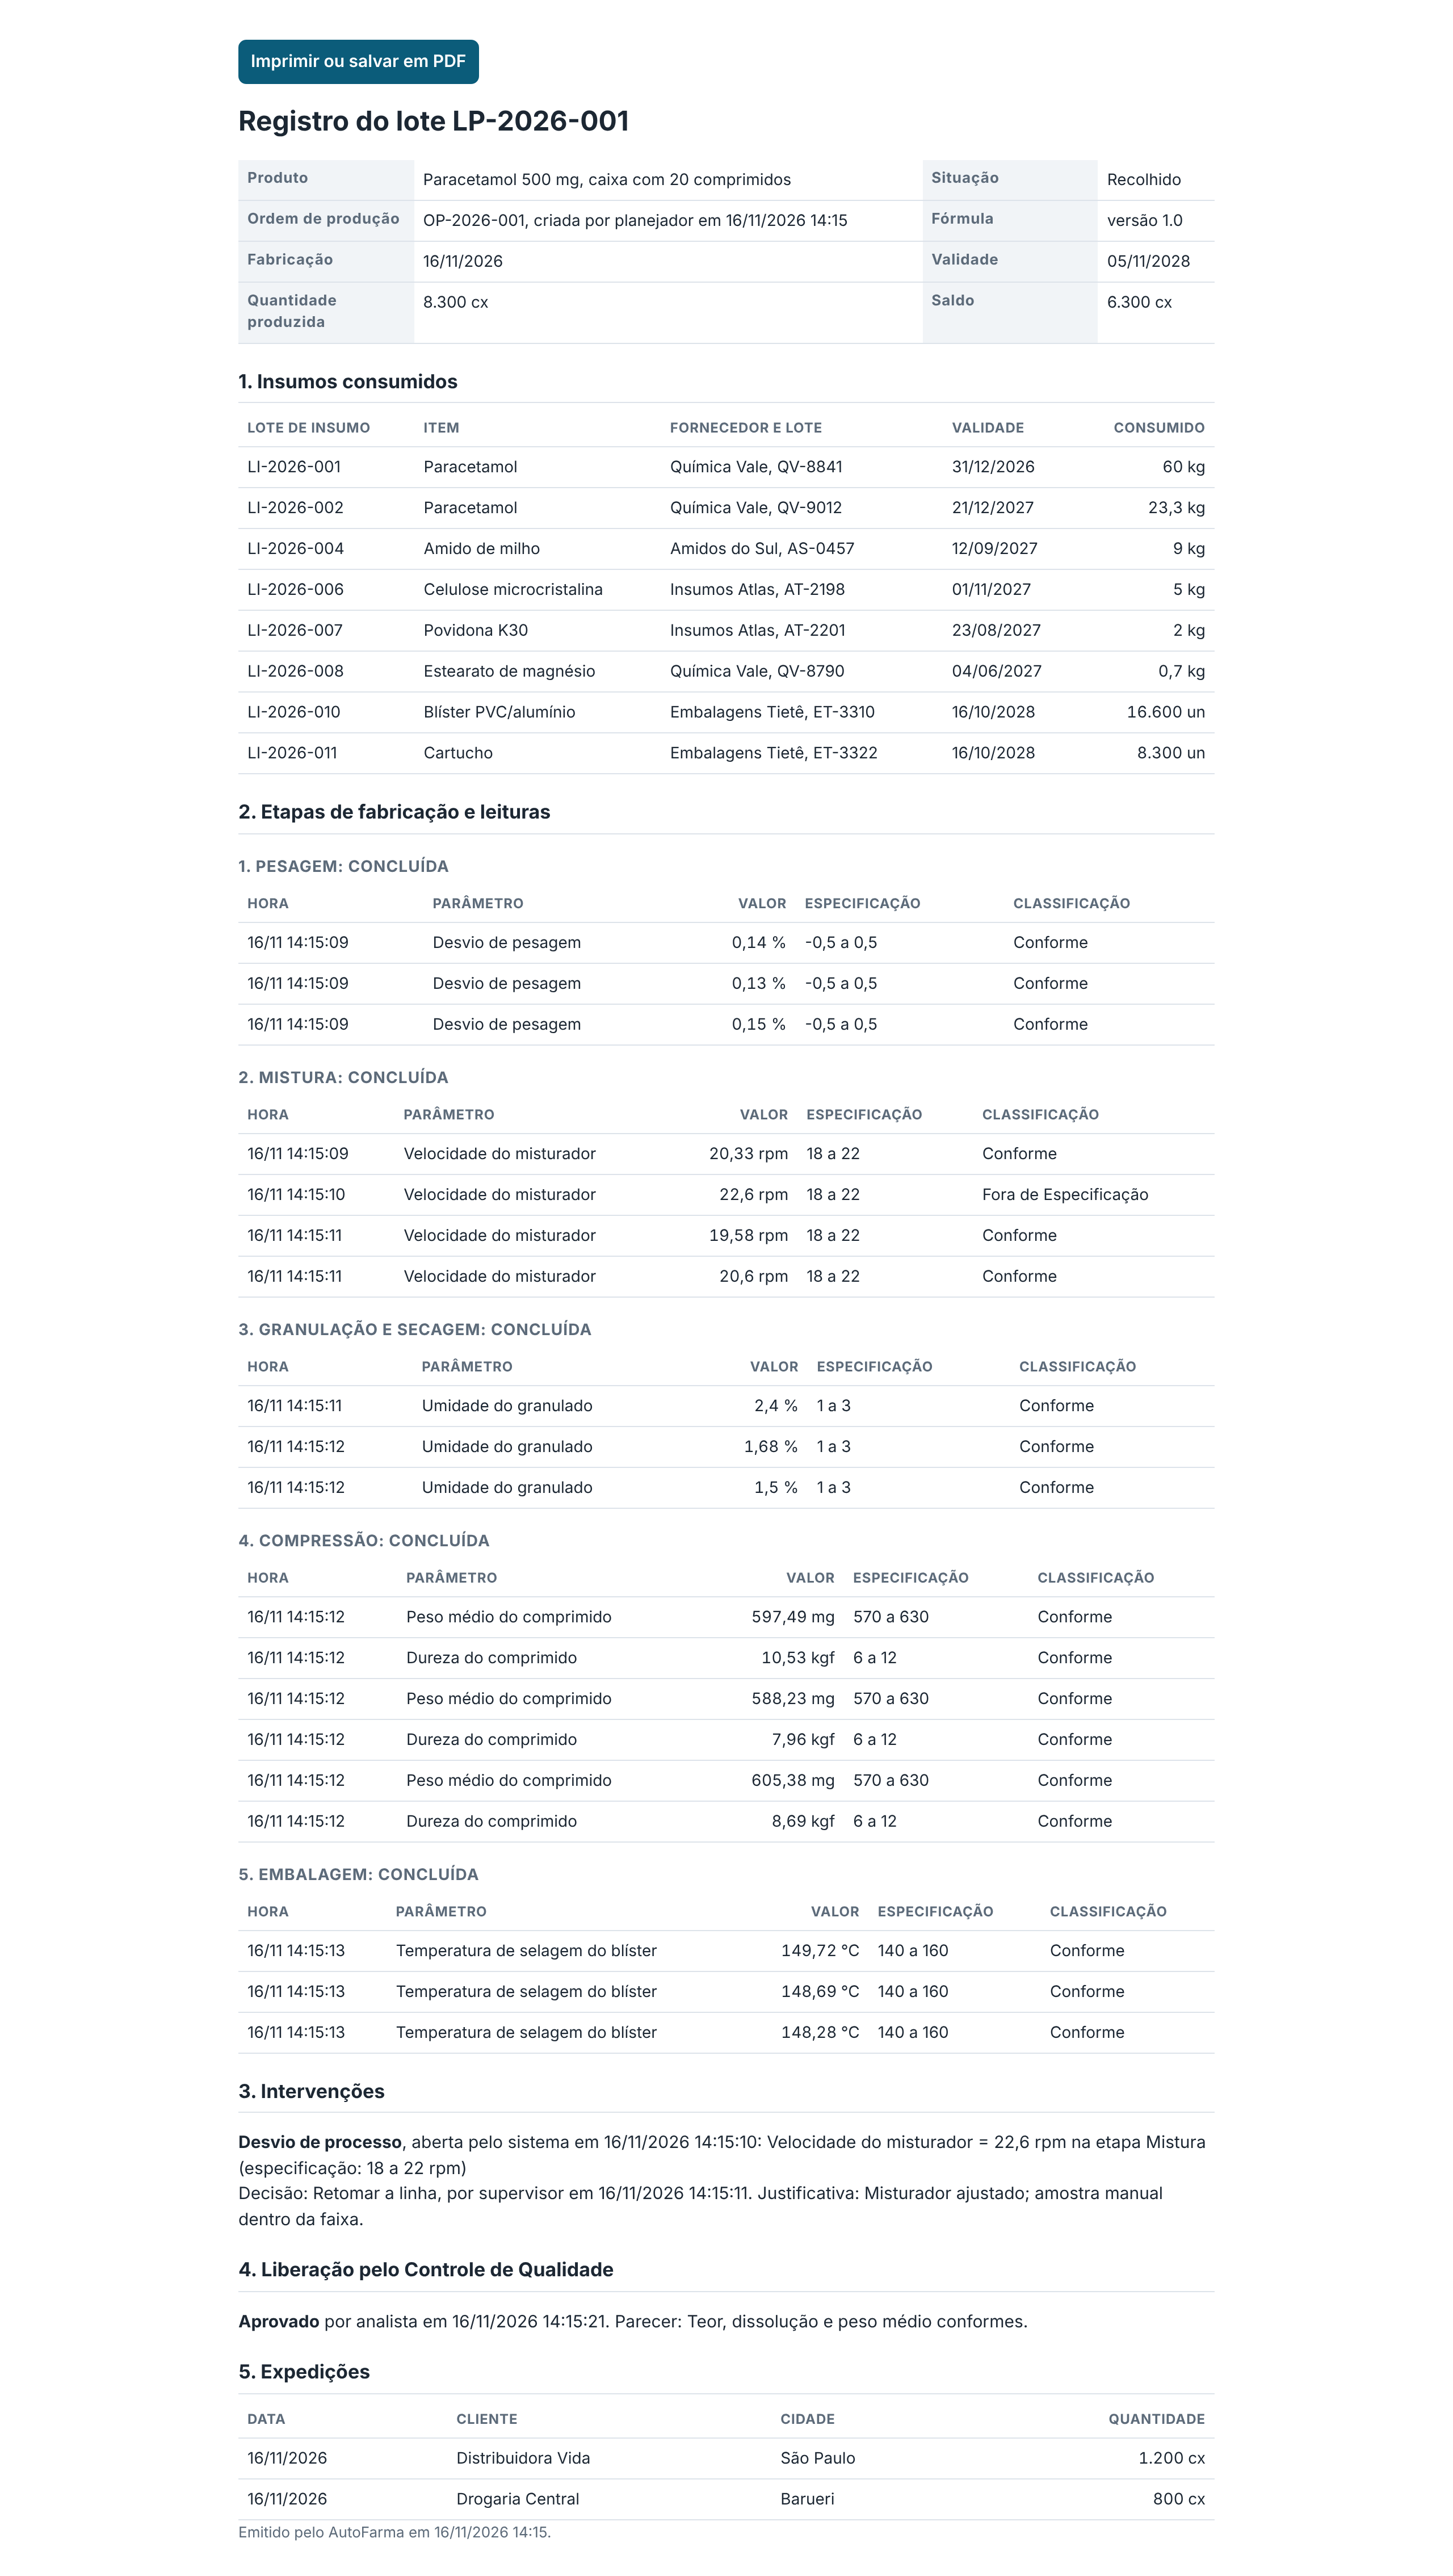 Imprimir ou salvar em PDF
Registro do lote LP-2026-001
Produto Paracetamol 500 mg, caixa com 20 comprimidos Situação Recolhido
Ordem de produção OP-2026-001, criada por planejador em 16/11/2026 14:15 Fórmula versão 1.0
Fabricação 16/11/2026 Validade 05/11/2028
Quantidade produzida 8.300 cx Saldo 6.300 cx
1. Insumos consumidos
LOTE DE INSUMO ITEM FORNECEDOR E LOTE VALIDADE CONSUMIDO
LI-2026-001 Paracetamol Química Vale, QV-8841 31/12/2026 60 kg
LI-2026-002 Paracetamol Química Vale, QV-9012 21/12/2027 23,3 kg
LI-2026-004 Amido de milho Amidos do Sul, AS-0457 12/09/2027 9 kg
LI-2026-006 Celulose microcristalina Insumos Atlas, AT-2198 01/11/2027 5 kg
LI-2026-007 Povidona K30 Insumos Atlas, AT-2201 23/08/2027 2 kg
LI-2026-008 Estearato de magnésio Química Vale, QV-8790 04/06/2027 0,7 kg
LI-2026-010 Blíster PVC/alumínio Embalagens Tietê, ET-3310 16/10/2028 16.600 un
LI-2026-011 Cartucho Embalagens Tietê, ET-3322 16/10/2028 8.300 un
2. Etapas de fabricação e leituras
1. PESAGEM: CONCLUÍDA
HORA PARÂMETRO VALOR ESPECIFICAÇÃO CLASSIFICAÇÃO
16/11 14:15:09 Desvio de pesagem 0,14 % -0,5 a 0,5 Conforme
16/11 14:15:09 Desvio de pesagem 0,13 % -0,5 a 0,5 Conforme
16/11 14:15:09 Desvio de pesagem 0,15 % -0,5 a 0,5 Conforme
2. MISTURA: CONCLUÍDA
HORA PARÂMETRO VALOR ESPECIFICAÇÃO CLASSIFICAÇÃO
16/11 14:15:09 Velocidade do misturador 20,33 rpm 18 a 22 Conforme
16/11 14:15:10 Velocidade do misturador 22,6 rpm 18 a 22 Fora de Especificação
16/11 14:15:11 Velocidade do misturador 19,58 rpm 18 a 22 Conforme
16/11 14:15:11 Velocidade do misturador 20,6 rpm 18 a 22 Conforme
3. GRANULAÇÃO E SECAGEM: CONCLUÍDA
HORA PARÂMETRO VALOR ESPECIFICAÇÃO CLASSIFICAÇÃO
16/11 14:15:11 Umidade do granulado 2,4 % 1 a 3 Conforme
16/11 14:15:12 Umidade do granulado 1,68 % 1 a 3 Conforme
16/11 14:15:12 Umidade do granulado 1,5 % 1 a 3 Conforme
4. COMPRESSÃO: CONCLUÍDA
HORA PARÂMETRO VALOR ESPECIFICAÇÃO CLASSIFICAÇÃO
16/11 14:15:12 Peso médio do comprimido 597,49 mg 570 a 630 Conforme
16/11 14:15:12 Dureza do comprimido 10,53 kgf 6 a 12 Conforme
16/11 14:15:12 Peso médio do comprimido 588,23 mg 570 a 630 Conforme
16/11 14:15:12 Dureza do comprimido 7,96 kgf 6 a 12 Conforme
16/11 14:15:12 Peso médio do comprimido 605,38 mg 570 a 630 Conforme
16/11 14:15:12 Dureza do comprimido 8,69 kgf 6 a 12 Conforme
5. EMBALAGEM: CONCLUÍDA
HORA PARÂMETRO VALOR ESPECIFICAÇÃO CLASSIFICAÇÃO
16/11 14:15:13 Temperatura de selagem do blíster 149,72 °C 140 a 160 Conforme
16/11 14:15:13 Temperatura de selagem do blíster 148,69 °C 140 a 160 Conforme
16/11 14:15:13 Temperatura de selagem do blíster 148,28 °C 140 a 160 Conforme
3. Intervenções
Desvio de processo, aberta pelo sistema em 16/11/2026 14:15:10: Velocidade do misturador = 22,6 rpm na etapa Mistura
(especificação: 18 a 22 rpm)
Decisão: Retomar a linha, por supervisor em 16/11/2026 14:15:11. Justificativa: Misturador ajustado; amostra manual
dentro da faixa.
4. Liberação pelo Controle de Qualidade
Aprovado por analista em 16/11/2026 14:15:21. Parecer: Teor, dissolução e peso médio conformes.
5. Expedições
DATA CLIENTE CIDADE QUANTIDADE
16/11/2026 Distribuidora Vida São Paulo 1.200 cx
16/11/2026 Drogaria Central Barueri 800 cx
Emitido pelo AutoFarma em 16/11/2026 14:15.